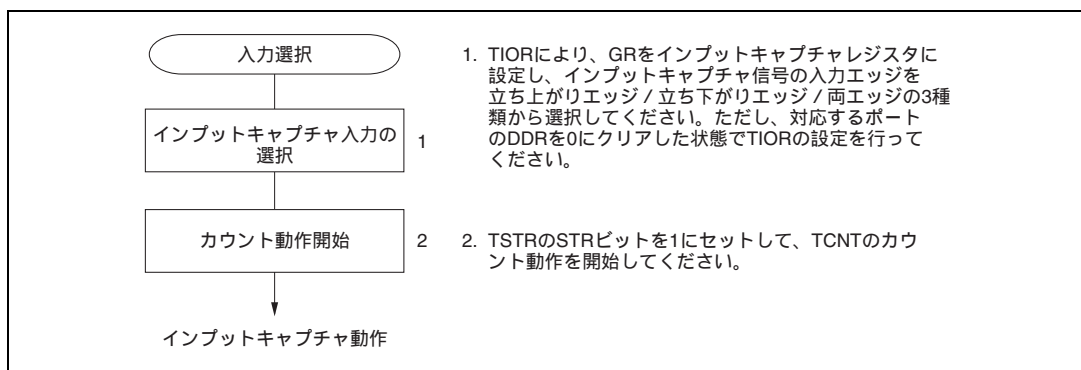 入力選択
インプットキャプチャ入力の
選択
1
カウント動作開始
2
インプットキャプチャ動作
1. TIORにより、GRをインプットキャプチャレジスタに
設定し、インプットキャプチャ信号の入力エッジを
立ち上がりエッジ / 立ち下がりエッジ / 両エッジの3種
類から選択してください。ただし、対応するポート
のDDRを0にクリアした状態でTIORの設定を行って
ください。
2. TSTRのSTRビットを1にセットして、TCNTのカウ
ント動作を開始してください。